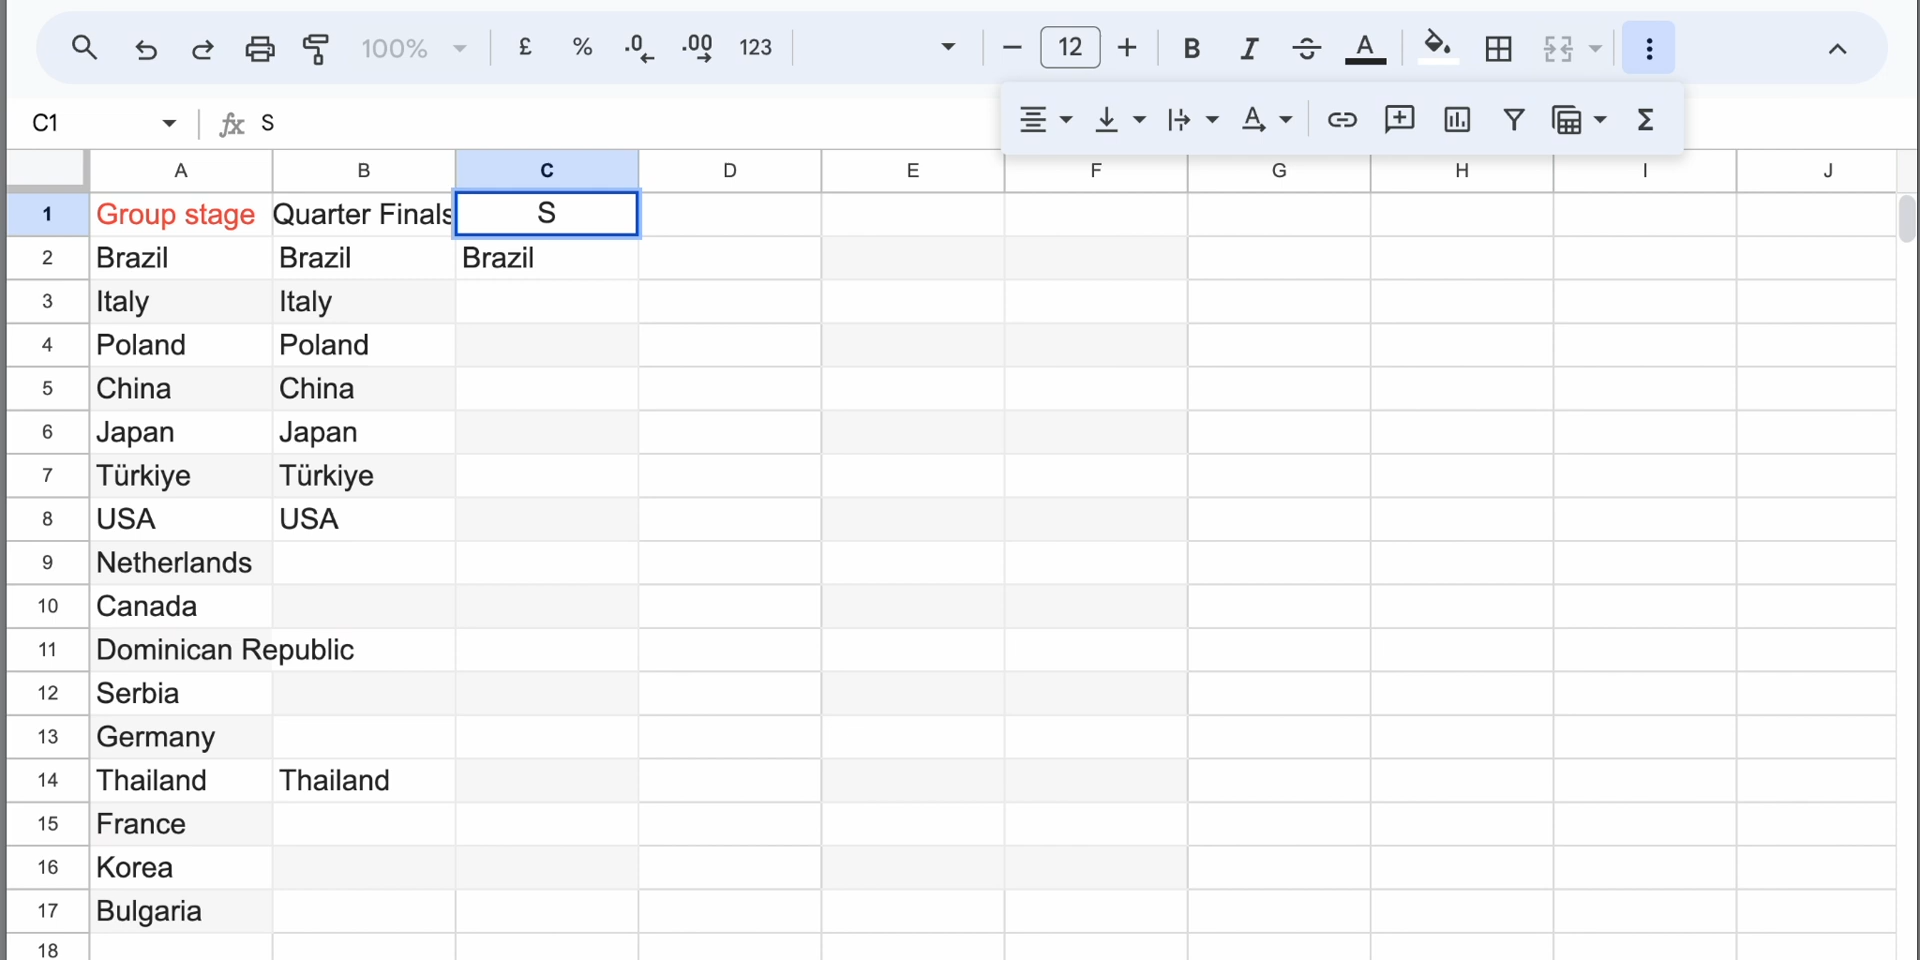 100% £ % .0 .00 123 12 B I A
C1 fx S
A B C D E F G H I J
1 Group stage Quarter Finals S
2 Brazil Brazil Brazil
3 Italy Italy
4 Poland Poland
5 China China
6 Japan Japan
7 Türkiye Türkiye
8 USA USA
9 Netherlands
10 Canada
11 Dominican Republic
12 Serbia
13 Germany
14 Thailand Thailand
15 France
16 Korea
17 Bulgaria
18